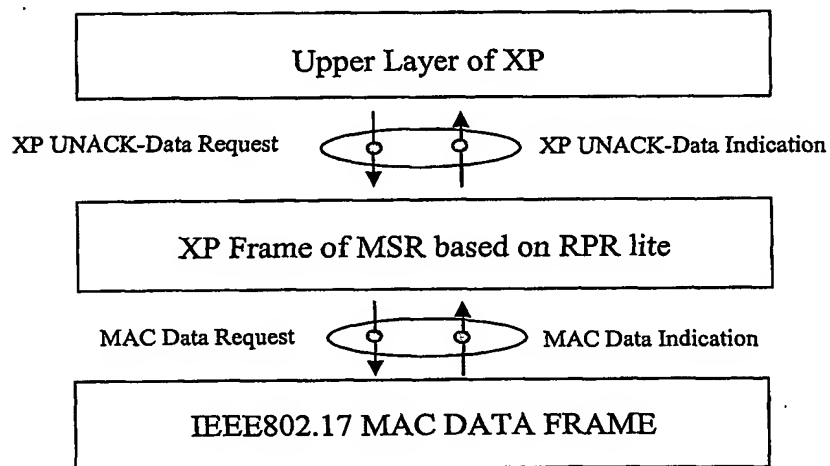 Upper Layer of XP
XP UNACK-Data Request
XP UNACK-Data Indication
XP Frame of MSR based on RPR lite
MAC Data Request
MAC Data Indication
IEEE802.17 MAC DATA FRAME